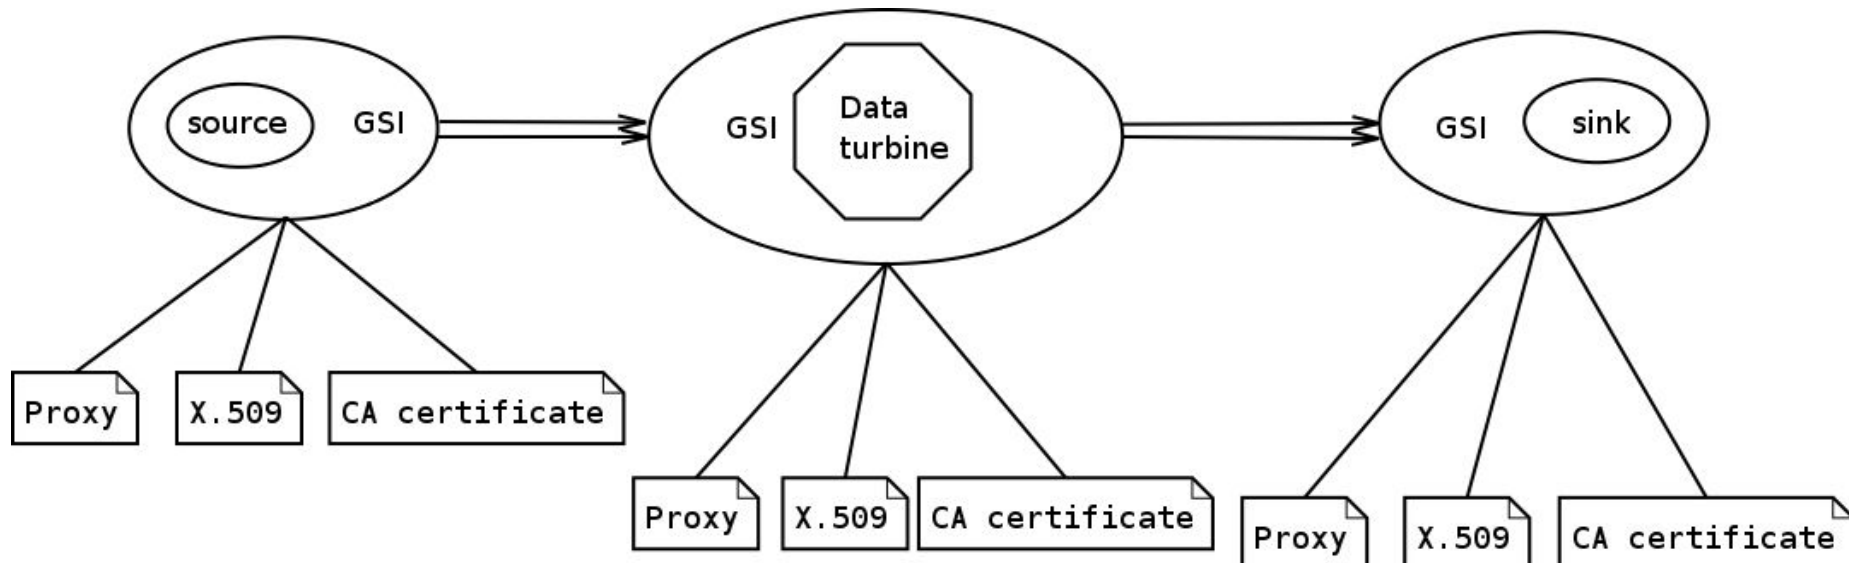 source
GSI
GSI
Data
turbine
GSI
sink
Proxy
X.509
CA certificate
Proxy
X.509
CA certificate
Proxy
X.509
CA certificate